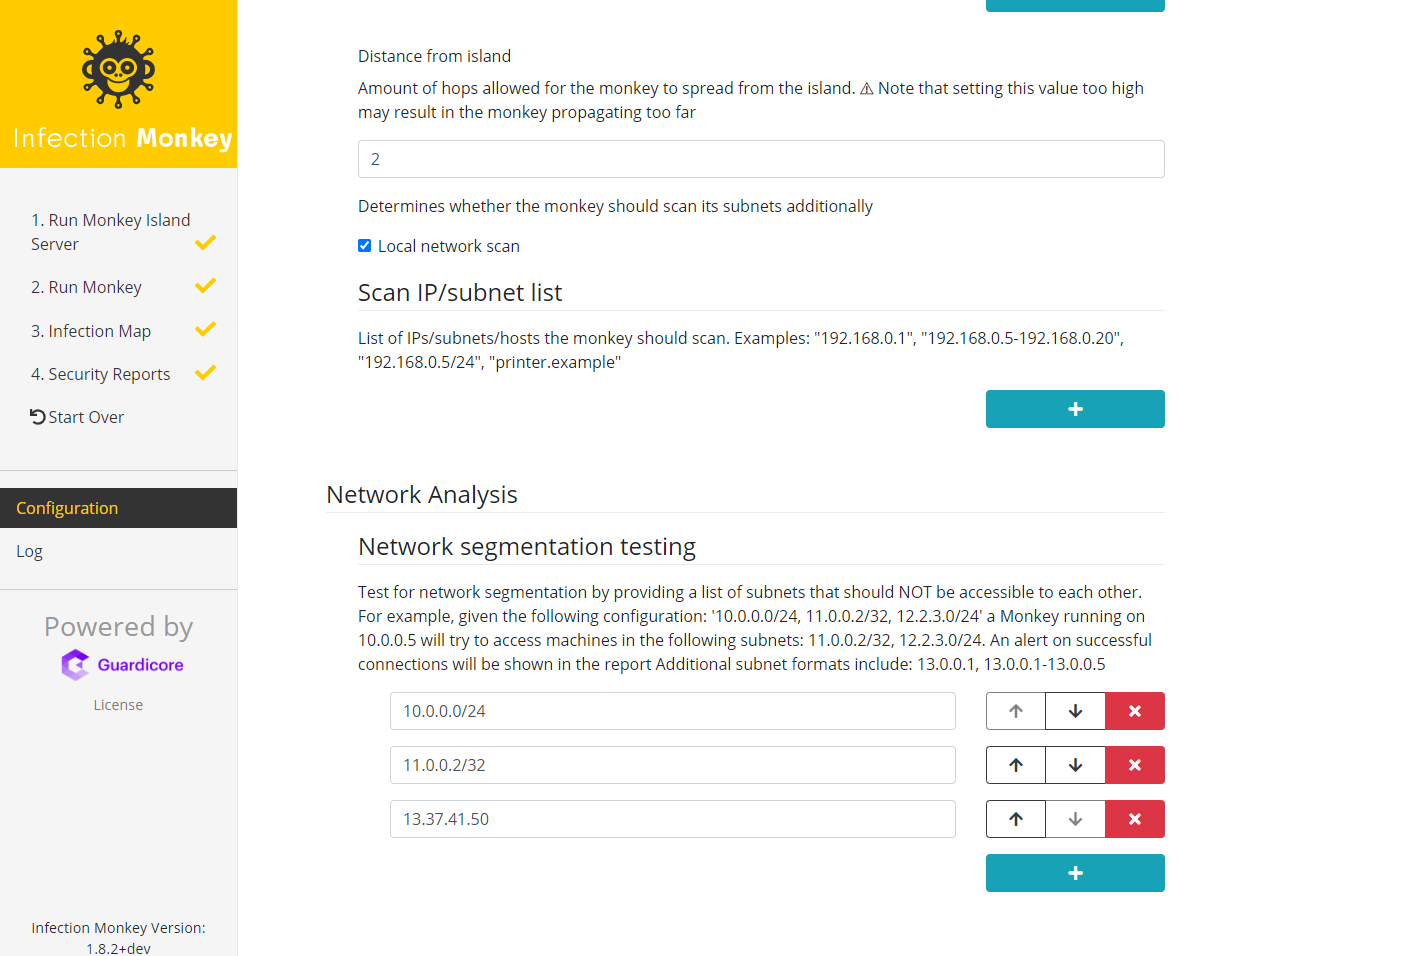 Infection Monkey
1. Run Monkey Island
Server
2. Run Monkey
3. Infection Map
4. Security Reports
Start Over
Configuration
Log
Powered by
Guardicore
License
Infection Monkey Version:
1.8.2+dev
Distance from island
Amount of hops allowed for the monkey to spread from the island. ⚠ Note that setting this value too high
may result in the monkey propagating too far
2
Determines whether the monkey should scan its subnets additionally
Local network scan
Scan IP/subnet list
List of IPs/subnets/hosts the monkey should scan. Examples: "192.168.0.1", "192.168.0.5-192.168.0.20",
"192.168.0.5/24", "printer.example"
Network Analysis
Network segmentation testing
Test for network segmentation by providing a list of subnets that should NOT be accessible to each other.
For example, given the following configuration: '10.0.0.0/24, 11.0.0.2/32, 12.2.3.0/24' a Monkey running on
10.0.0.5 will try to access machines in the following subnets: 11.0.0.2/32, 12.2.3.0/24. An alert on successful
connections will be shown in the report Additional subnet formats include: 13.0.0.1, 13.0.0.1-13.0.0.5
10.0.0.0/24
11.0.0.2/32
13.37.41.50